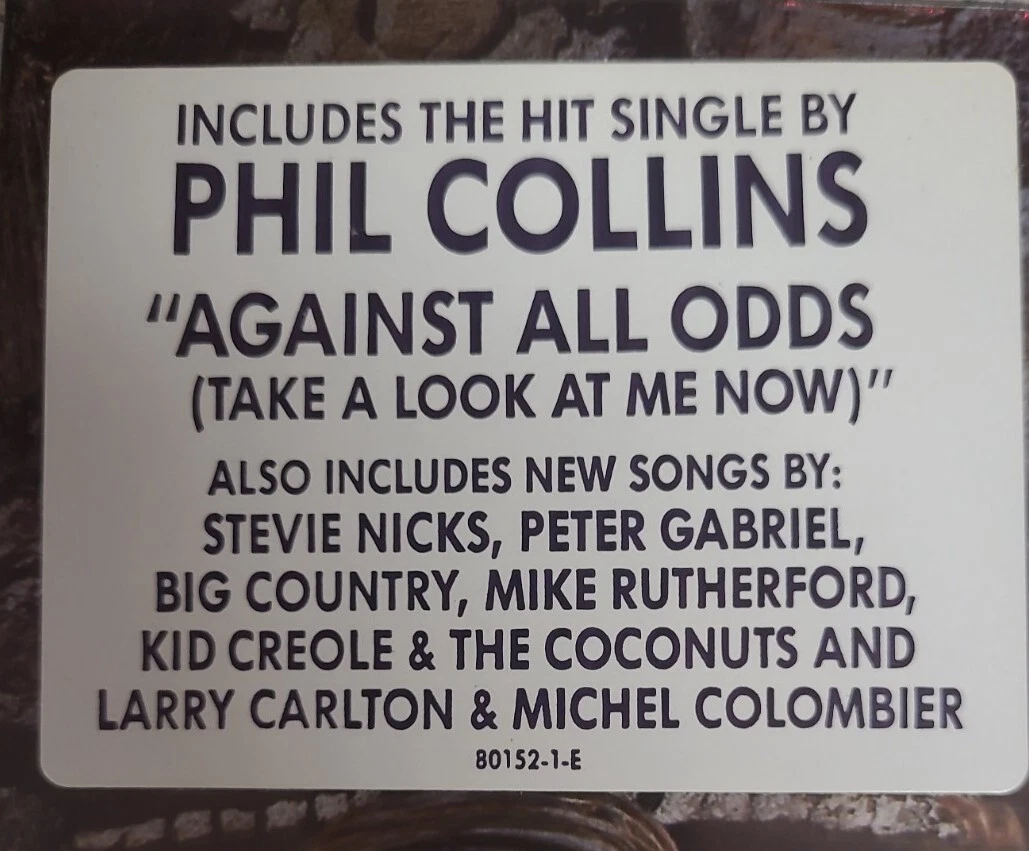 INCLUDES THE HIT SINGLE BY
PHIL COLLINS
"AGAINST ALL ODDS
(TAKE A LOOK AT ME NOW)"
ALSO INCLUDES NEW SONGS BY:
STEVIE NICKS, PETER GABRIEL,
BIG COUNTRY, MIKE RUTHERFORD,
KID CREOLE & THE COCONUTS AND
LARRY CARLTON & MICHEL COLOMBIER
80152-1-E